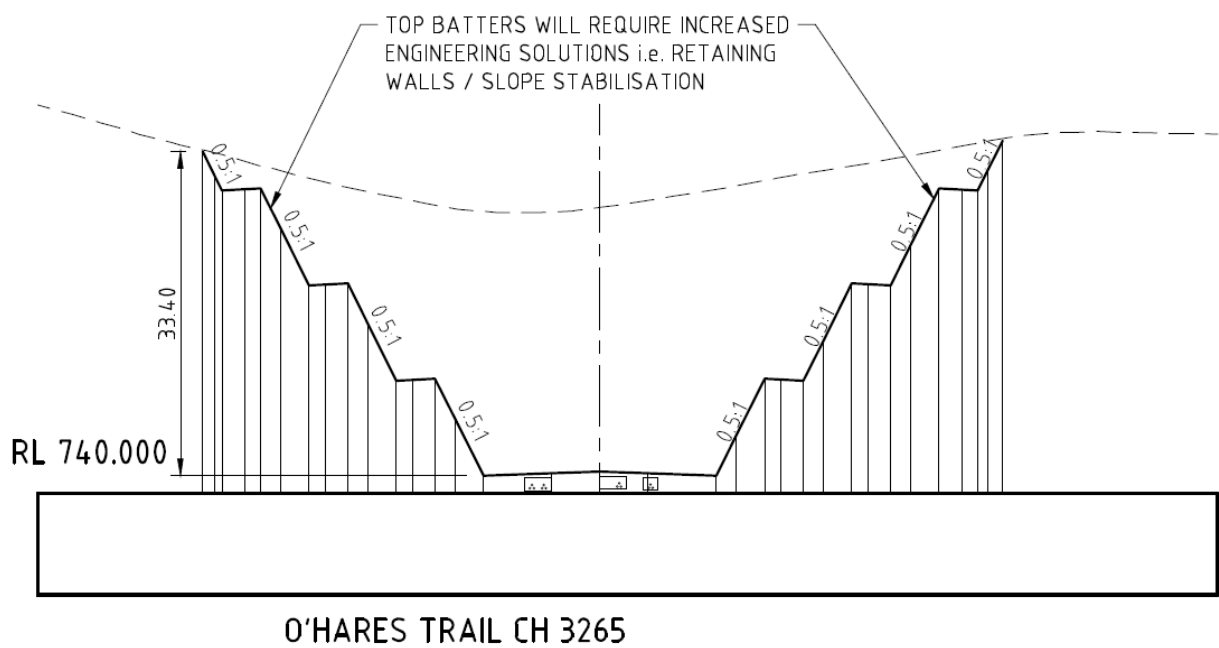 TOP BATTERS WILL REQUIRE INCREASED
ENGINEERING SOLUTIONS i.e. RETAINING
WALLS / SLOPE STABILISATION
0.5:1
0.5:1
0.5:1
0.5:1
0.5:1
0.5:1
0.5:1
0.5:1
33.40
RL 740.000
O'HARES TRAIL CH 3265